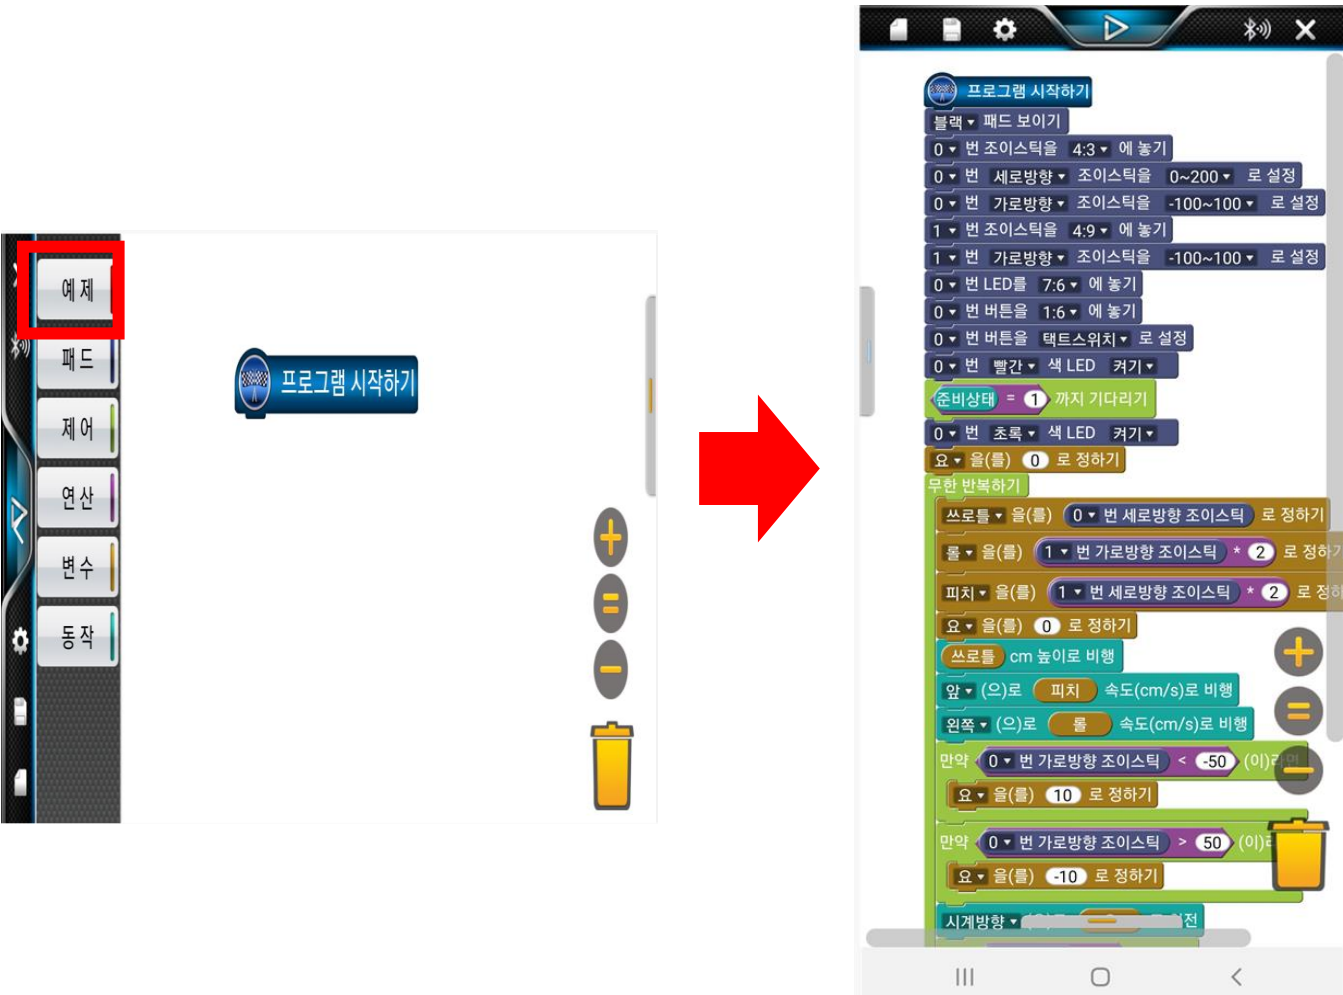 예제
패드
제어
연산
변수
동작
프로그램 시작하기
프로그램 시작하기
블랙 패드 보이기
0 번 조이스틱을 4:3 에 놓기
0 번 세로방향 조이스틱을 0~200 로 설정
0 번 가로방향 조이스틱을 -100~100 로 설정
1 번 조이스틱을 4:9 에 놓기
1 번 가로방향 조이스틱을 -100~100 로 설정
0 번 LED를 7:6 에 놓기
0 번 버튼을 1:6 에 놓기
0 번 버튼을 택트스위치 로 설정
0 번 빨간 색 LED 켜기
준비상태 = 1 까지 기다리기
0 번 초록 색 LED 켜기
요 을(를) 0 로 정하기
무한 반복하기
쓰로틀 을(를) 0 번 세로방향 조이스틱 로 정하기
롤 을(를) 1 번 가로방향 조이스틱 * 2 로 정하기
피치 을(를) 1 번 세로방향 조이스틱 * 2 로 정하
요 을(를) 0 로 정하기
쓰로틀 cm 높이로 비행
앞 (으)로 피치 속도(cm/s)로 비행
왼쪽 (으)로 롤 속도(cm/s)로 비행
만약 0 번 가로방향 조이스틱 < -50 (이)라면
요 을(를) 10 로 정하기
만약 0 번 가로방향 조이스틱 > 50 (이)라
요 을(를) -10 로 정하기
시계방향